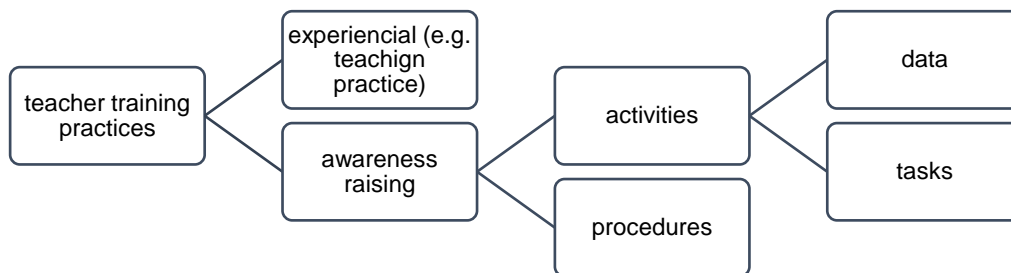 teacher training
practices
experiencial (e.g.
teachign
practice)
awareness
raising
activities
procedures
data
tasks